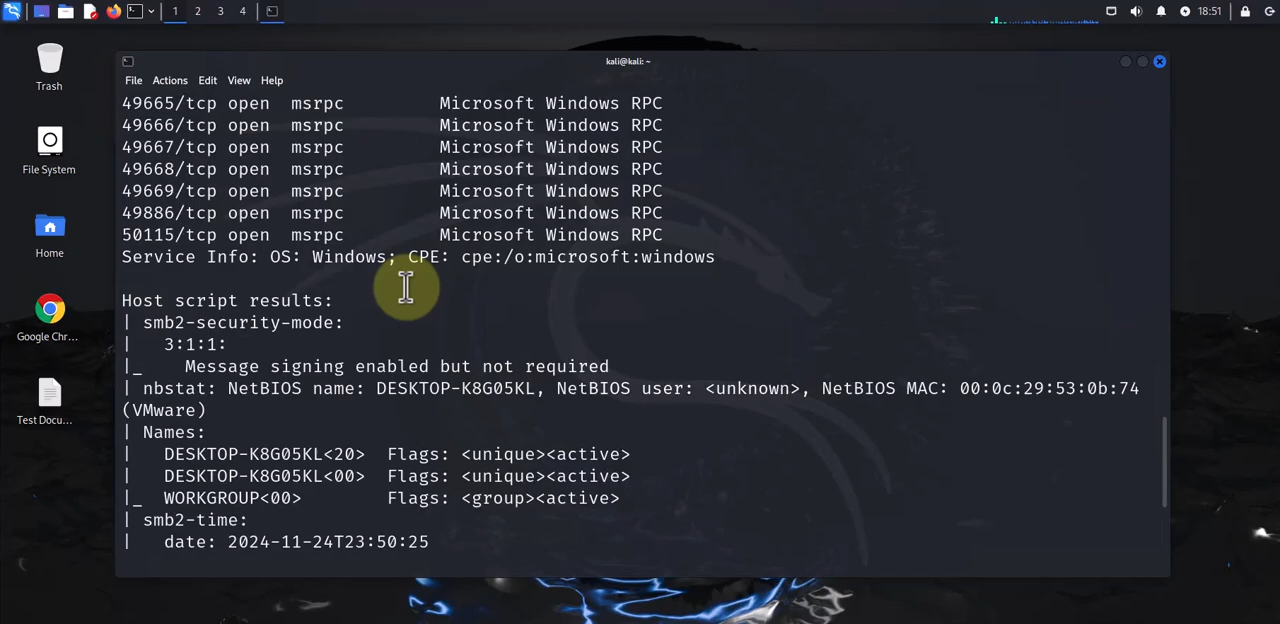 1 2 3 4 18:51
Trash
File System
Home
Google Chr...
Test Docu...
kali@kali: ~
File Actions Edit View Help
49665/tcp open  msrpc         Microsoft Windows RPC
49666/tcp open  msrpc         Microsoft Windows RPC
49667/tcp open  msrpc         Microsoft Windows RPC
49668/tcp open  msrpc         Microsoft Windows RPC
49669/tcp open  msrpc         Microsoft Windows RPC
49886/tcp open  msrpc         Microsoft Windows RPC
50115/tcp open  msrpc         Microsoft Windows RPC
Service Info: OS: Windows; CPE: cpe:/o:microsoft:windows
Host script results:
| smb2-security-mode:
|   3:1:1:
|_    Message signing enabled but not required
| nbstat: NetBIOS name: DESKTOP-K8G05KL, NetBIOS user: <unknown>, NetBIOS MAC: 00:0c:29:53:0b:74
(VMware)
| Names:
|   DESKTOP-K8G05KL<20>  Flags: <unique><active>
|   DESKTOP-K8G05KL<00>  Flags: <unique><active>
|_  WORKGROUP<00>        Flags: <group><active>
| smb2-time:
|   date: 2024-11-24T23:50:25